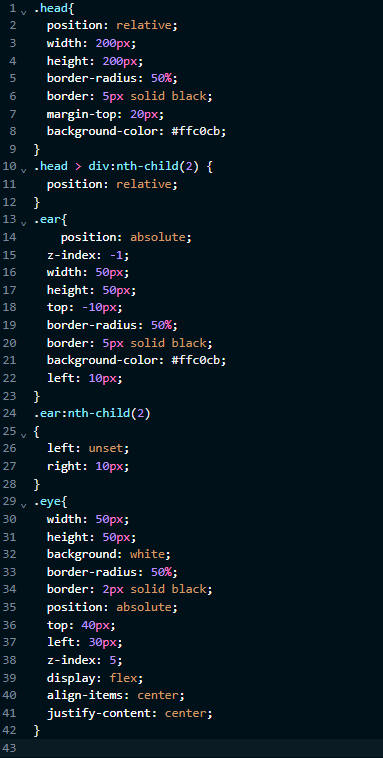 1 .head{
2 position: relative;
3 width: 200px;
4 height: 200px;
5 border-radius: 50%;
6 border: 5px solid black;
7 margin-top: 20px;
8 background-color: #ffc0cb;
9 }
10 .head > div:nth-child(2) {
11 position: relative;
12 }
13 .ear{
14 position: absolute;
15 z-index: -1;
16 width: 50px;
17 height: 50px;
18 top: -10px;
19 border-radius: 50%;
20 border: 5px solid black;
21 background-color: #ffc0cb;
22 left: 10px;
23 }
24 .ear:nth-child(2)
25 {
26 left: unset;
27 right: 10px;
28 }
29 .eye{
30 width: 50px;
31 height: 50px;
32 background: white;
33 border-radius: 50%;
34 border: 2px solid black;
35 position: absolute;
36 top: 40px;
37 left: 30px;
38 z-index: 5;
39 display: flex;
40 align-items: center;
41 justify-content: center;
42 }
43